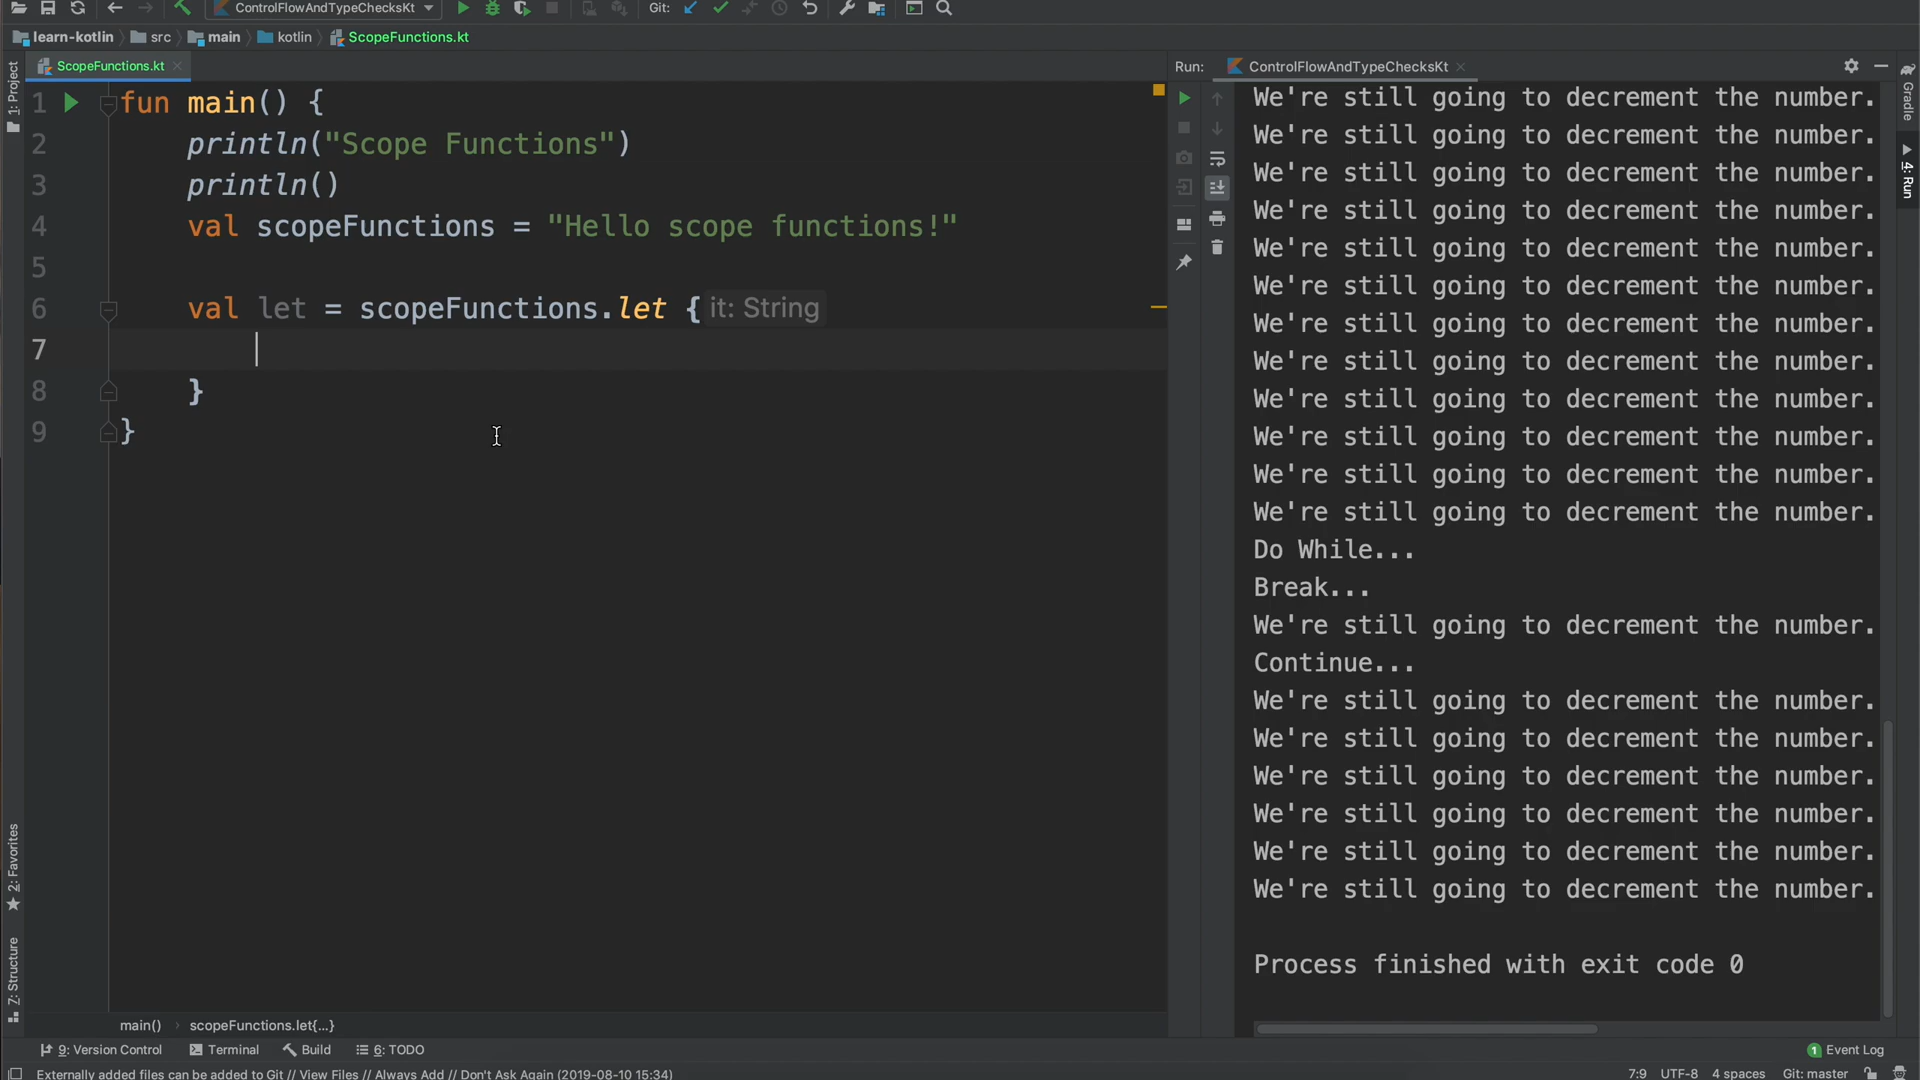 ControlFlowAndTypeChecksKt
Git:
learn-kotlin
src
main
kotlin
ScopeFunctions.kt
ScopeFunctions.kt
1: Project
1 fun main() {
2 println("Scope Functions")
3 println()
4 val scopeFunctions = "Hello scope functions!"
5
6 val let = scopeFunctions.let { it: String
7
8 }
9 }
Run: ControlFlowAndTypeChecksKt
We're still going to decrement the number.
We're still going to decrement the number.
We're still going to decrement the number.
We're still going to decrement the number.
We're still going to decrement the number.
We're still going to decrement the number.
We're still going to decrement the number.
We're still going to decrement the number.
We're still going to decrement the number.
We're still going to decrement the number.
We're still going to decrement the number.
We're still going to decrement the number.
Do While...
Break...
We're still going to decrement the number.
Continue...
We're still going to decrement the number.
We're still going to decrement the number.
We're still going to decrement the number.
We're still going to decrement the number.
We're still going to decrement the number.
We're still going to decrement the number.
Process finished with exit code 0
Gradle
4: Run
2: Favorites
7: Structure
main() scopeFunctions.let{...}
9: Version Control Terminal Build 6: TODO
1 Event Log
Externally added files can be added to Git // View Files // Always Add // Don't Ask Again (2019-08-10 15:34)
7:9 UTF-8 4 spaces Git: master